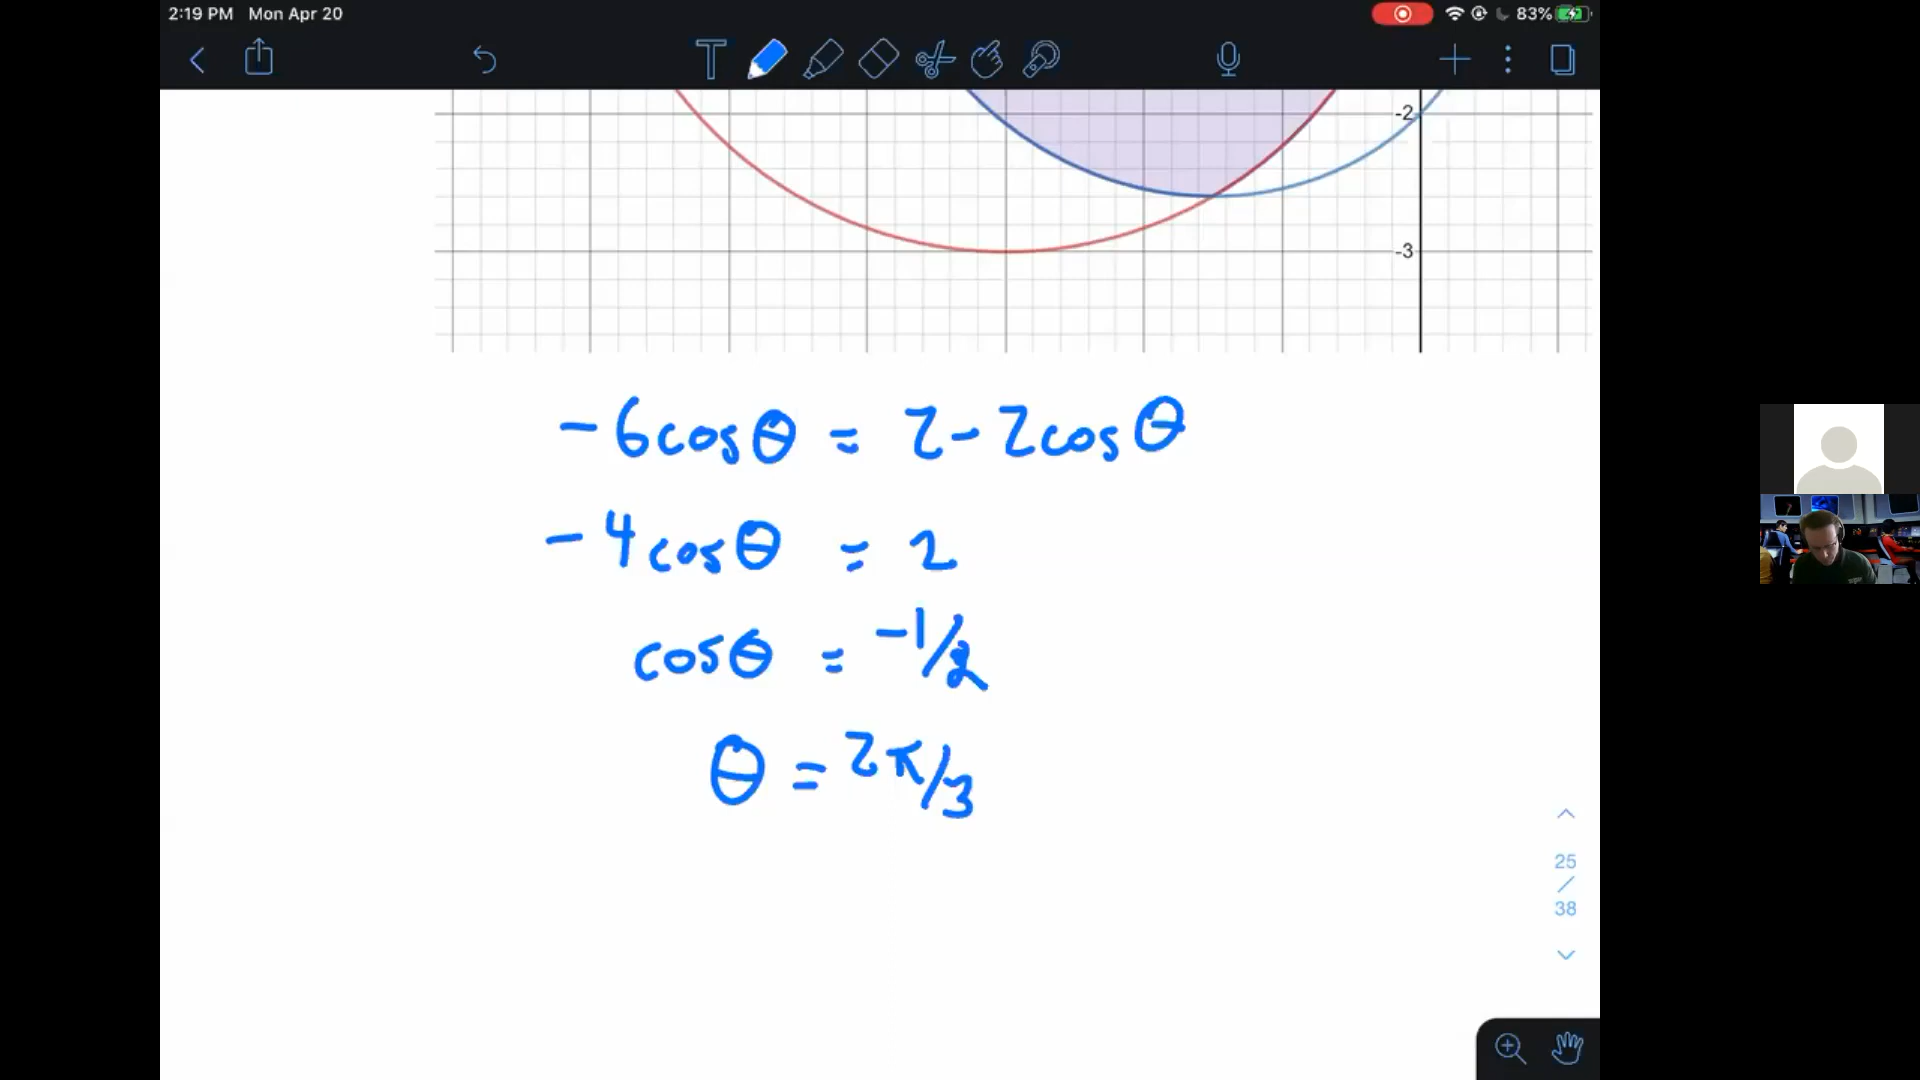 2:19 PM Mon Apr 20
83%
T
-2
-3
-6cosθ = 2-2cosθ
-4cosθ = 2
cosθ = -1/2
θ = 2π/3
25
/
38